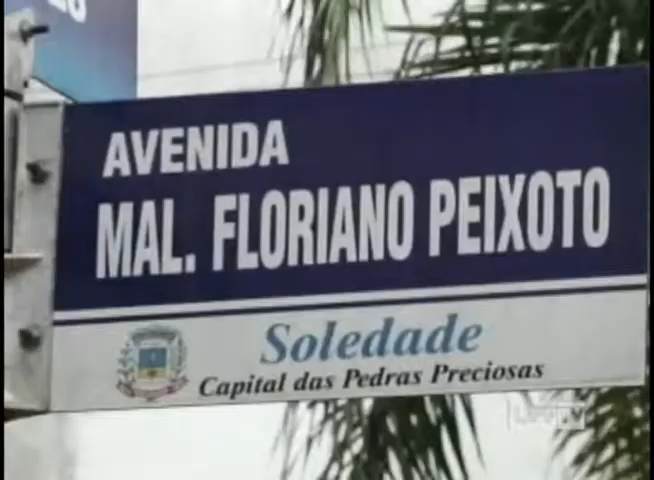 AVENIDA
MAL. FLORIANO PEIXOTO
Soledade
Capital das Pedras Preciosas